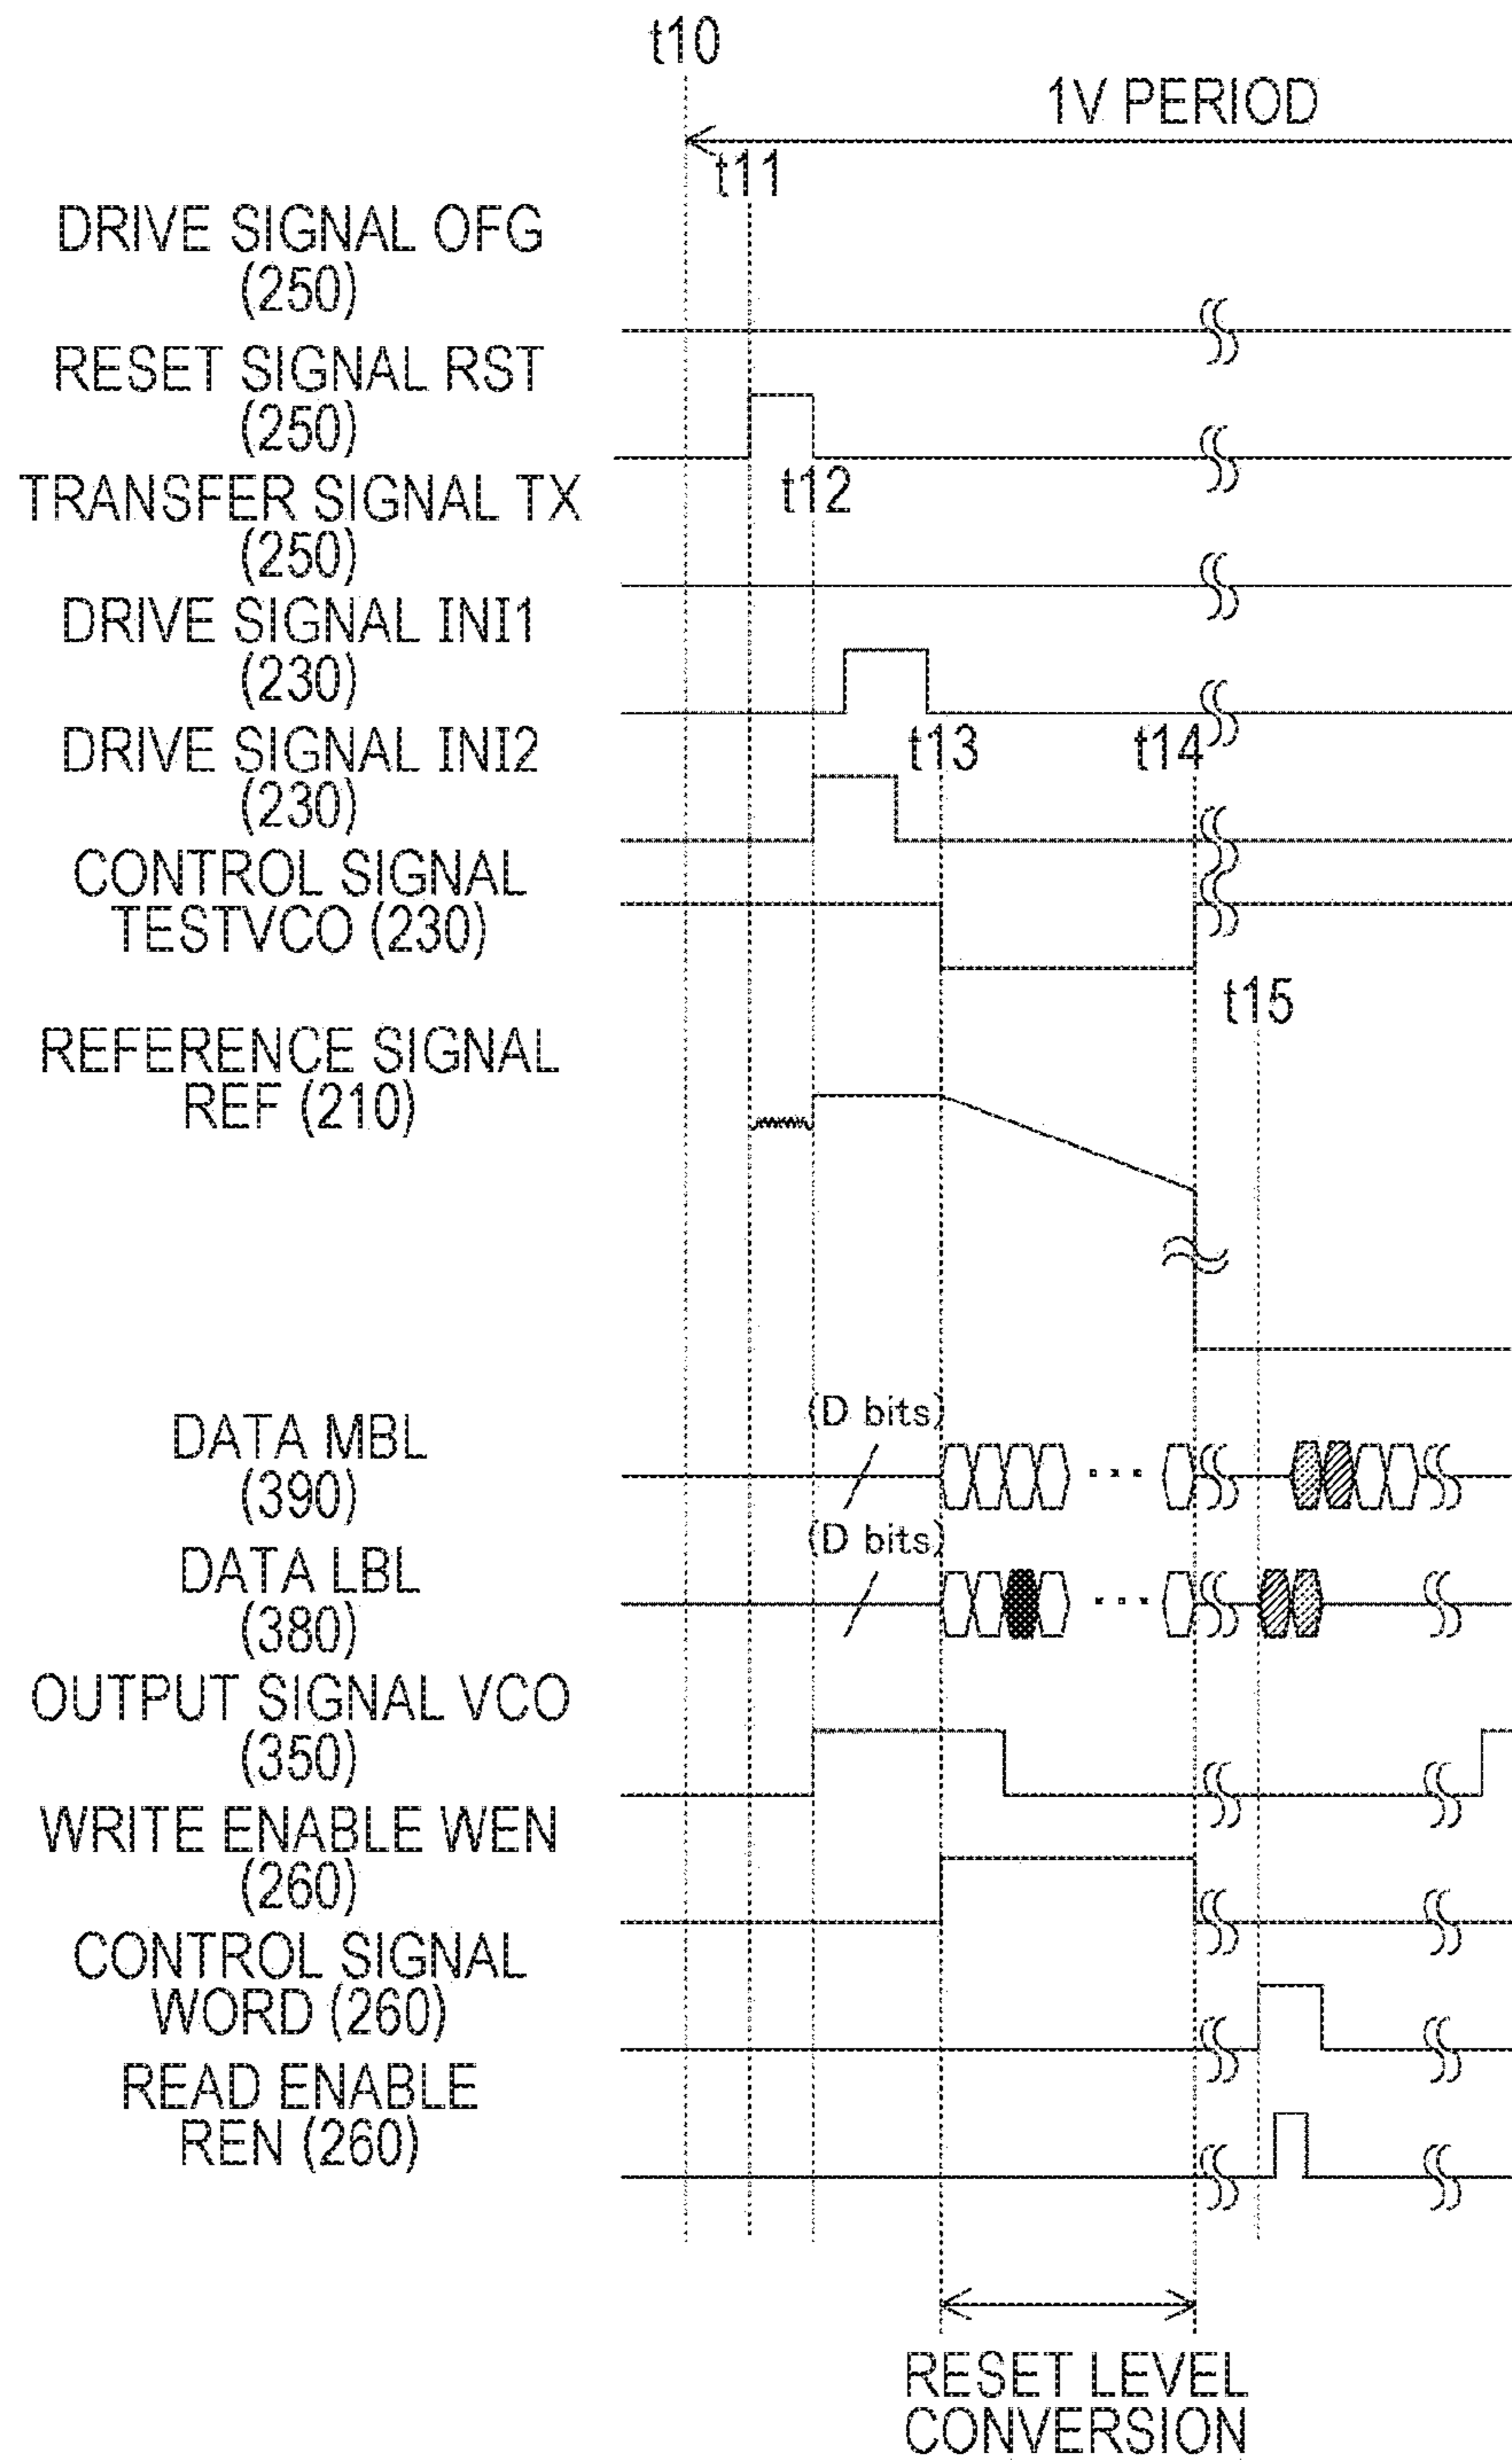 t10
1V PERIOD
t11
DRIVE SIGNAL OFG
(250)
RESET SIGNAL RST
(250)
t12
TRANSFER SIGNAL TX
(250)
DRIVE SIGNAL INI1
(230)
t13
t14
DRIVE SIGNAL INI2
(230)
CONTROL SIGNAL
TESTVCO (230)
t15
REFERENCE SIGNAL
REF (210)
(D bits)
DATA MBL
(390)
(D bits)
DATA LBL
(380)
OUTPUT SIGNAL VCO
(350)
WRITE ENABLE WEN
(260)
CONTROL SIGNAL
WORD (260)
READ ENABLE
REN (260)
RESET LEVEL
CONVERSION